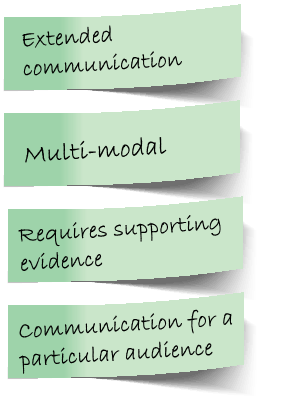 Extended
communication
Multi-modal
Requires supporting
evidence
Communication for a
particular audience